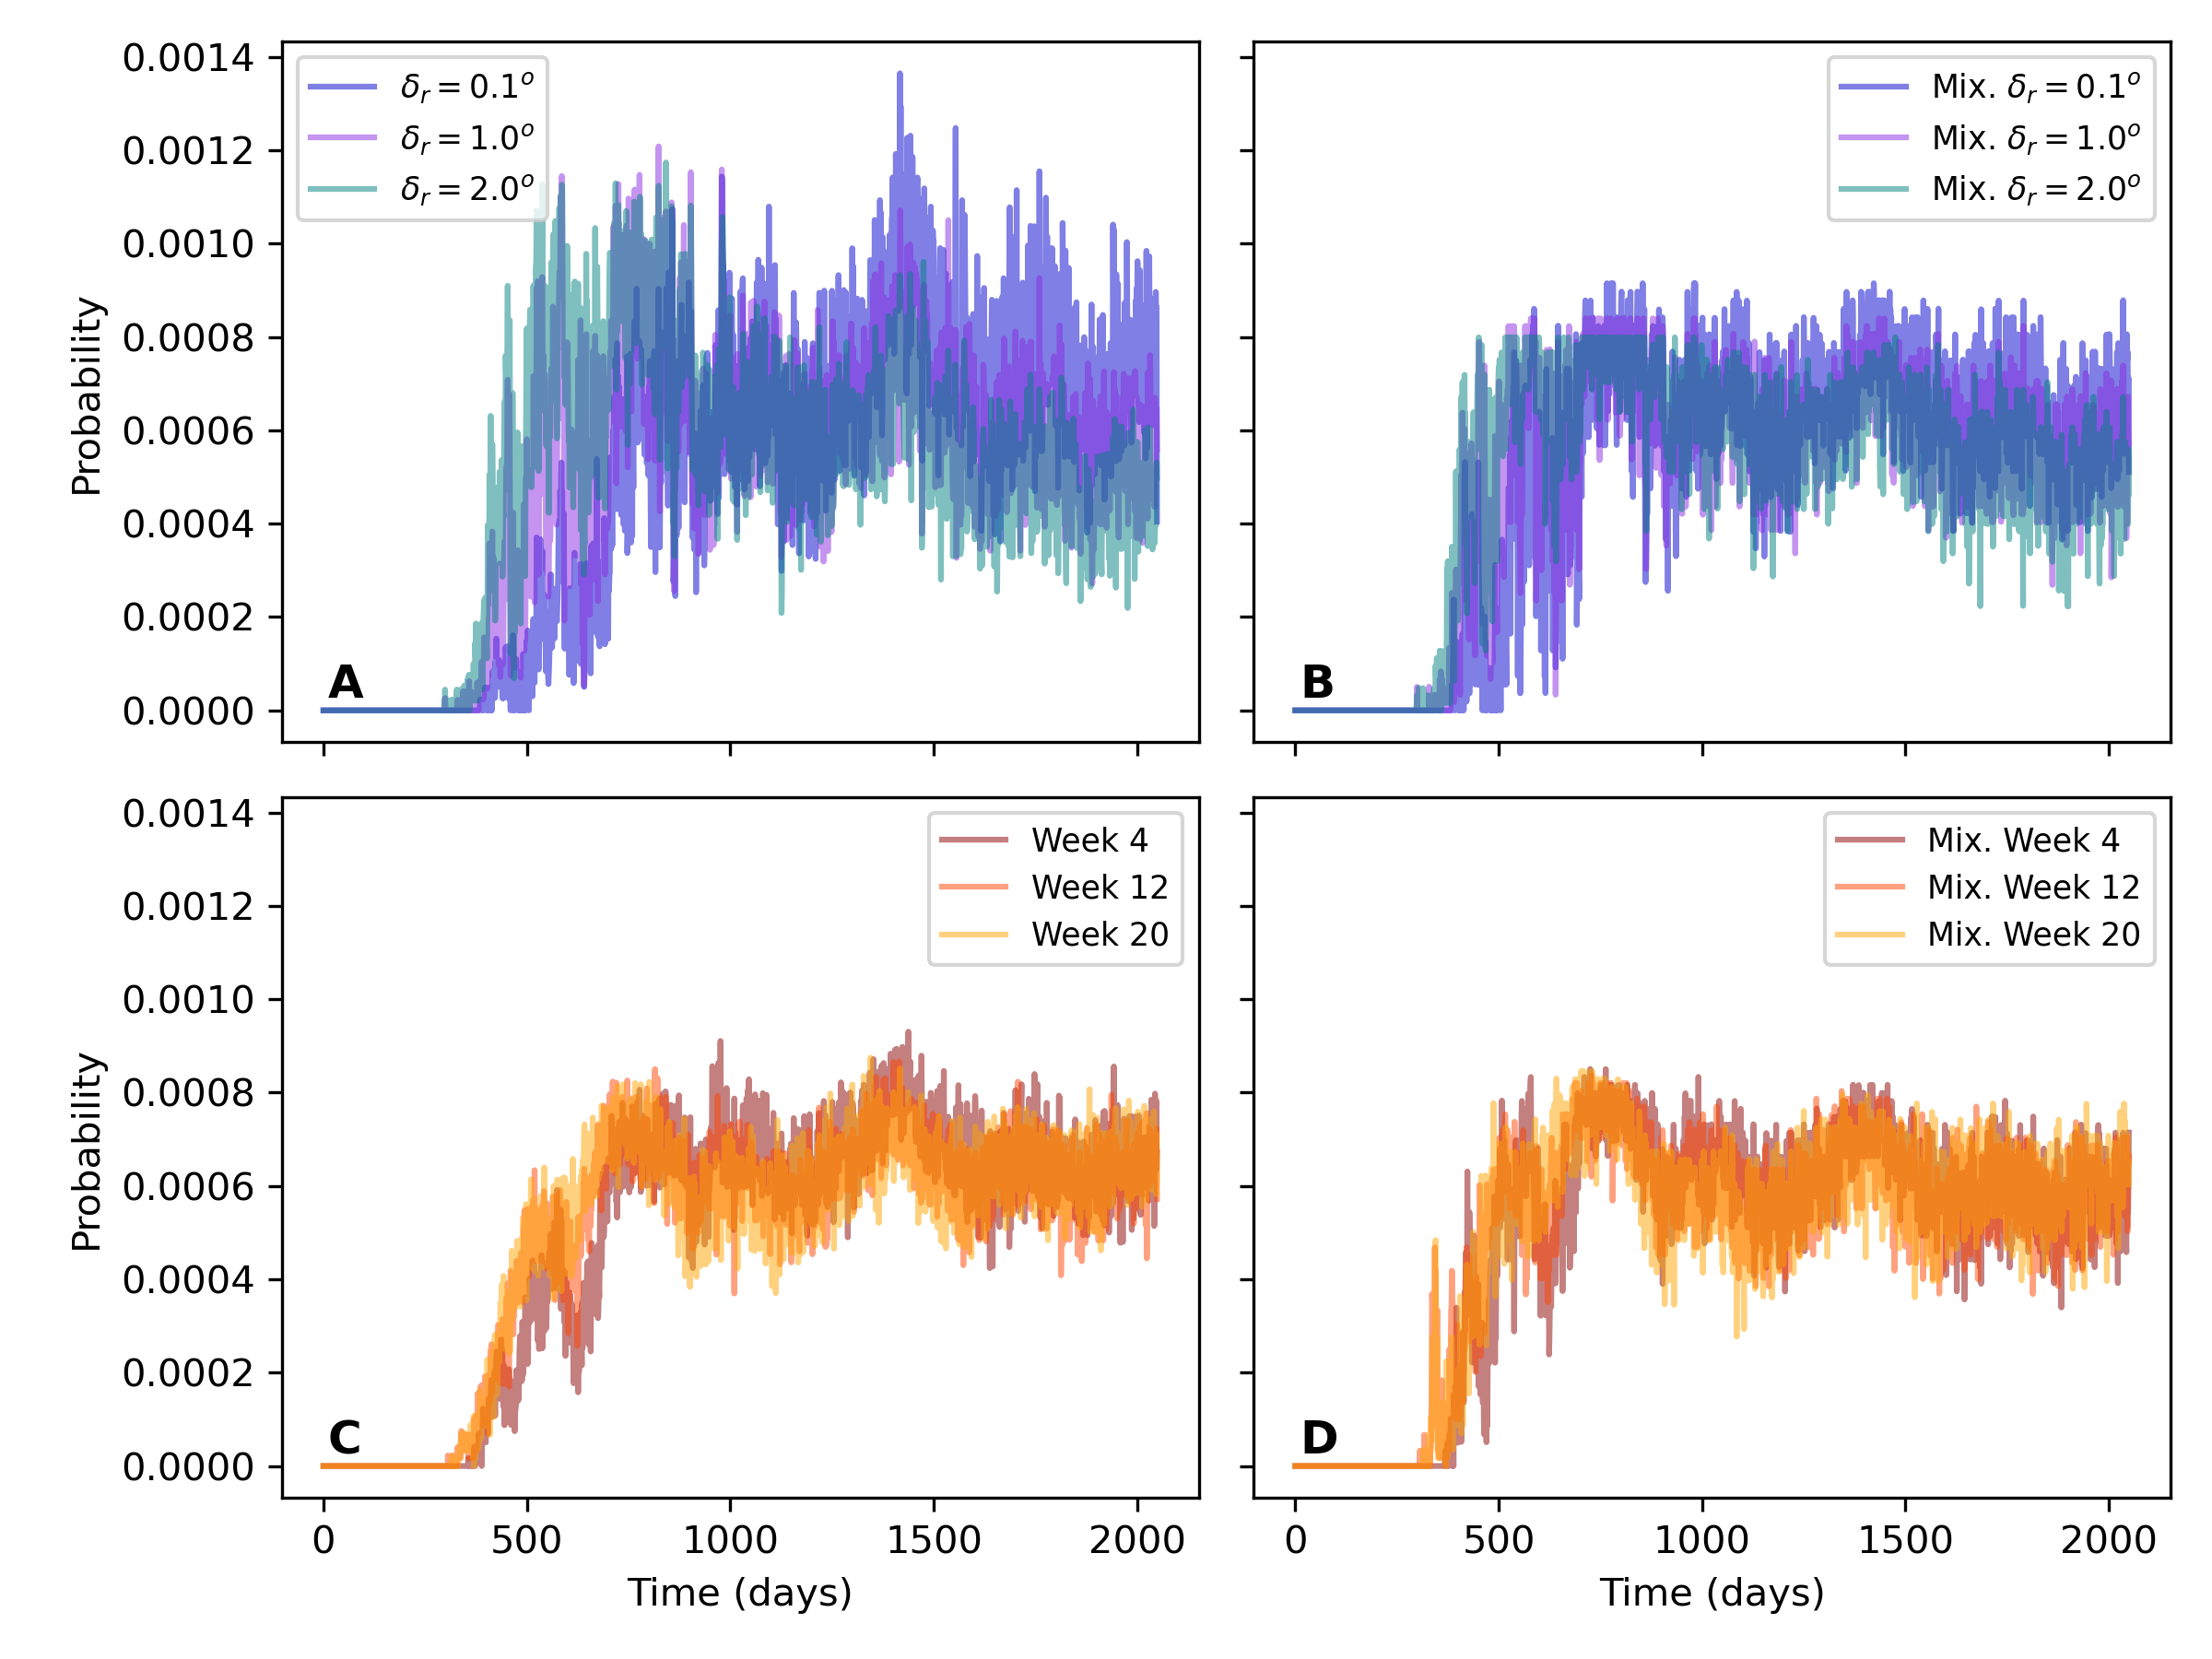 0.0014
0.0012
0.0010
0.0008
0.0006
0.0004
0.0002
0.0000
Probability
δr = 0.1°
δr = 1.0°
δr = 2.0°
A
Mix. δr = 0.1°
Mix. δr = 1.0°
Mix. δr = 2.0°
B
0.0014
0.0012
0.0010
0.0008
0.0006
0.0004
0.0002
0.0000
Probability
Week 4
Week 12
Week 20
C
0 500 1000 1500 2000
Time (days)
Mix. Week 4
Mix. Week 12
Mix. Week 20
D
0 500 1000 1500 2000
Time (days)